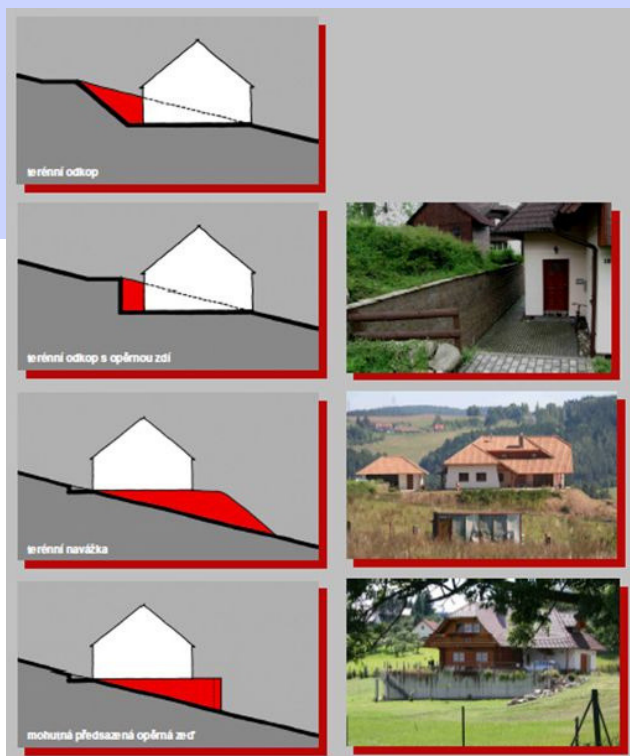 terénní odkop
terénní odkop s opěrnou zdí
terénní navážka
mohutná předsazená opěrná zeď